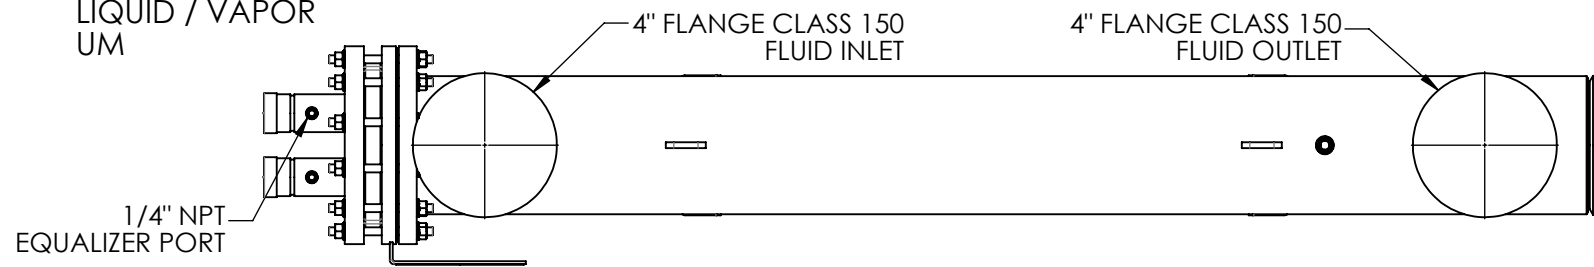 LIQUID / VAPOR
UM
4" FLANGE CLASS 150
FLUID INLET
4" FLANGE CLASS 150
FLUID OUTLET
1/4" NPT
EQUALIZER PORT